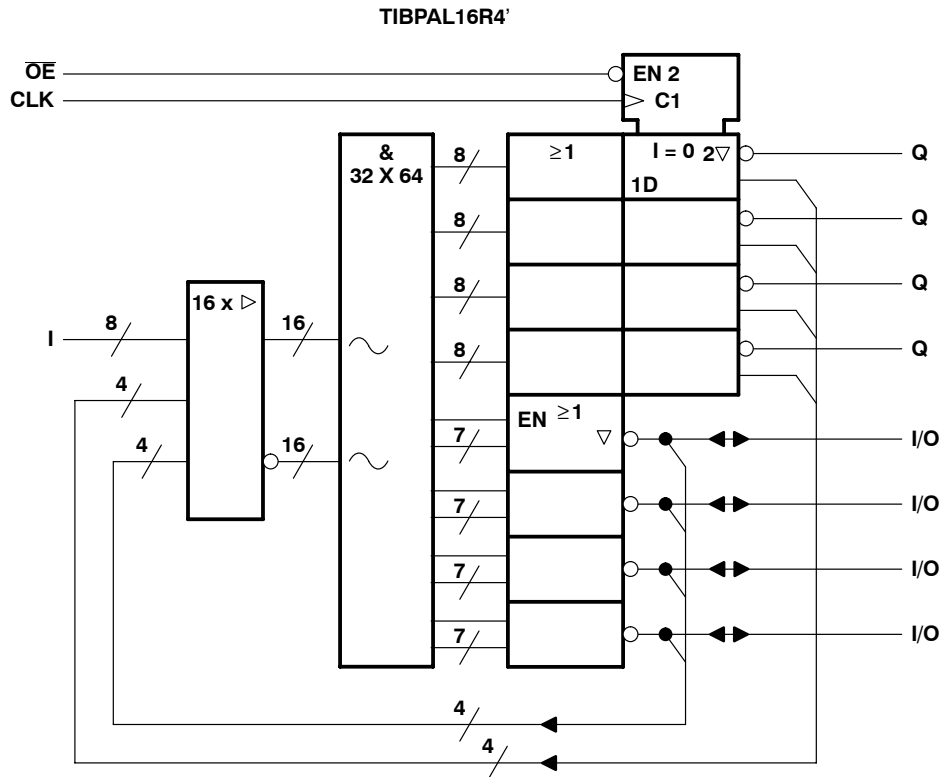 TIBPAL16R4'
OE
EN 2
CLK
C1
&
32 X 64
8
≥1
I = 0 2▽
Q
1D
8
Q
8
Q
16 x ▷
I
8
16
8
Q
4
EN ≥1
▽
7
I/O
4
16
7
I/O
7
I/O
7
I/O
4
4